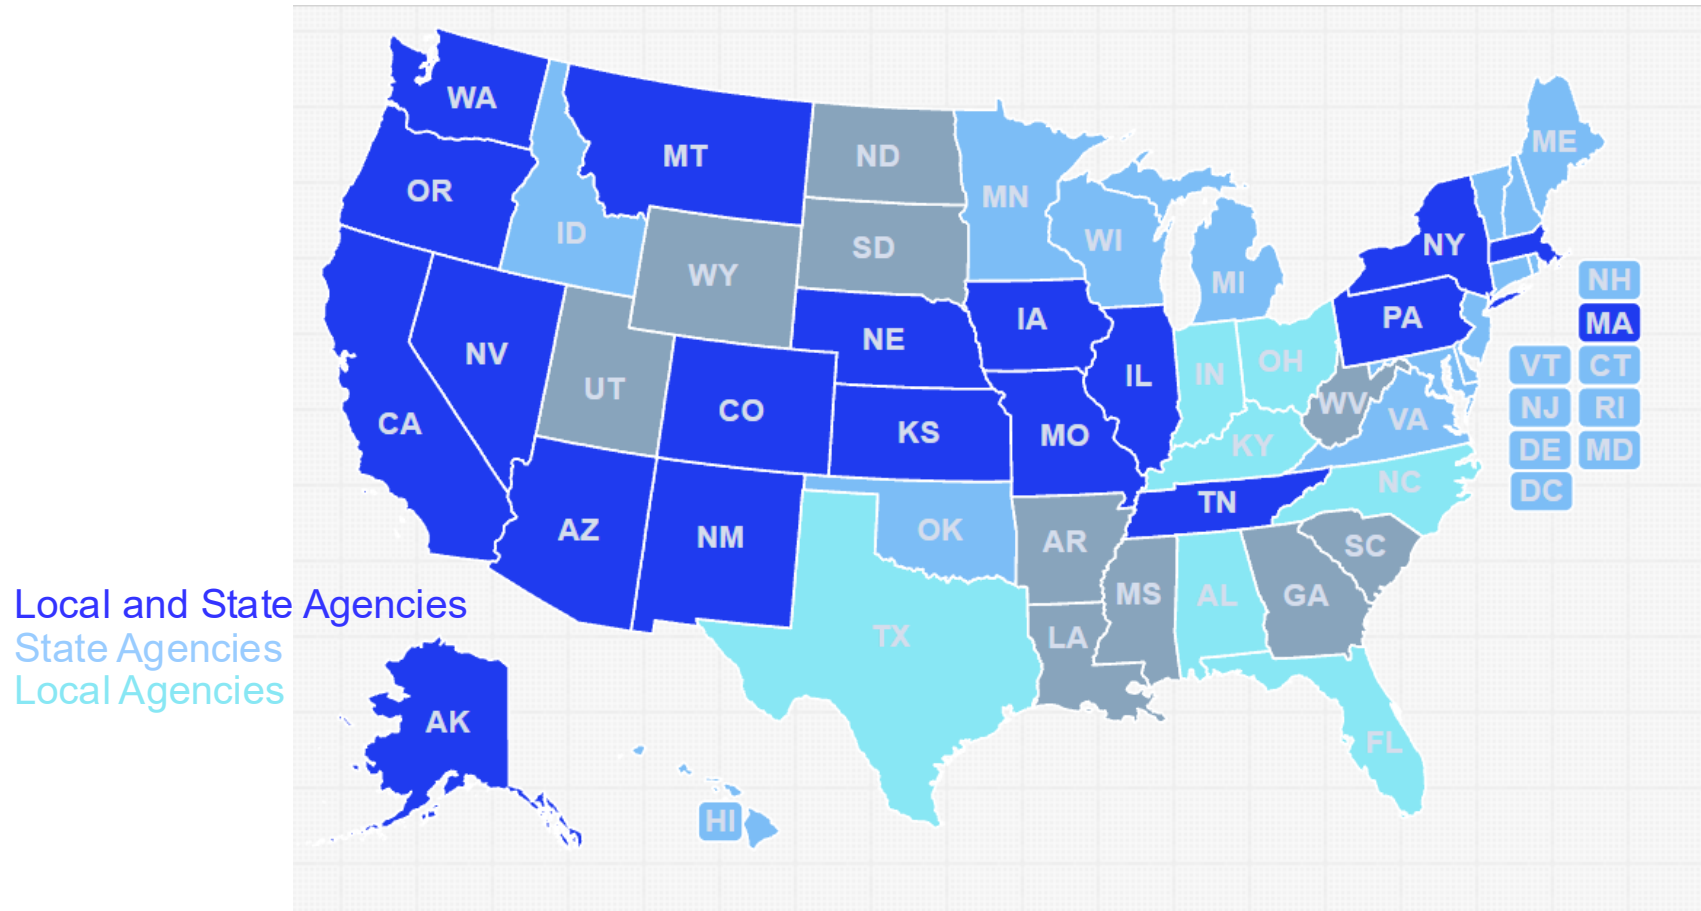 WA
ME
MT
ND
OR
MN
ID
WI
NY
SD
WY
MI
NH
IA
PA
MA
NE
NV
OH
VT CT
UT
IN
IL
CO
WV
NJ RI
CA
VA
KS
MO
KY
DE MD
NC
DC
TN
AZ
NM
OK
AR
SC
MS
AL
GA
Local and State Agencies
TX
LA
State Agencies
Local Agencies
AK
FL
HI